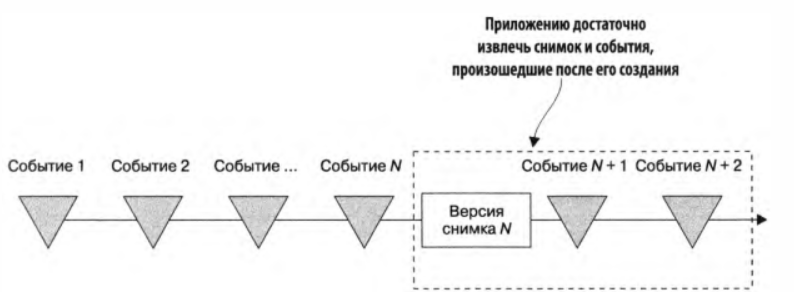 Приложению достаточно
извлечь снимок и события,
произошедшие после его создания
Событие 1 Событие 2 Событие ... Событие N Событие N + 1 Событие N + 2
Версия
снимка N